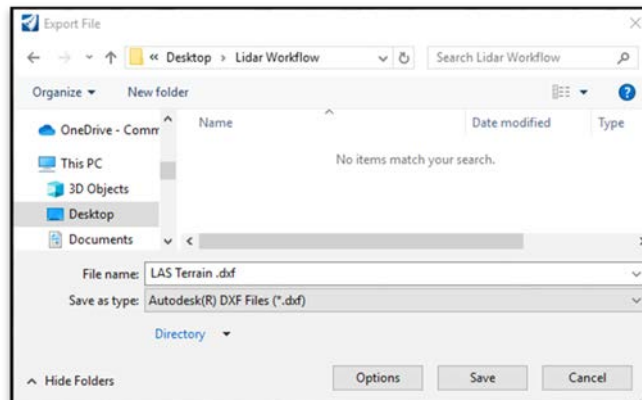 Export File
« Desktop › Lidar Workflow
Search Lidar Workflow
Organize
New folder
?
OneDrive - Comm
Name
Date modified
Type
This PC
No items match your search.
3D Objects
Desktop
Documents
File name: LAS Terrain .dxf
Save as type: Autodesk(R) DXF Files (*.dxf)
Directory
Hide Folders
Options
Save
Cancel